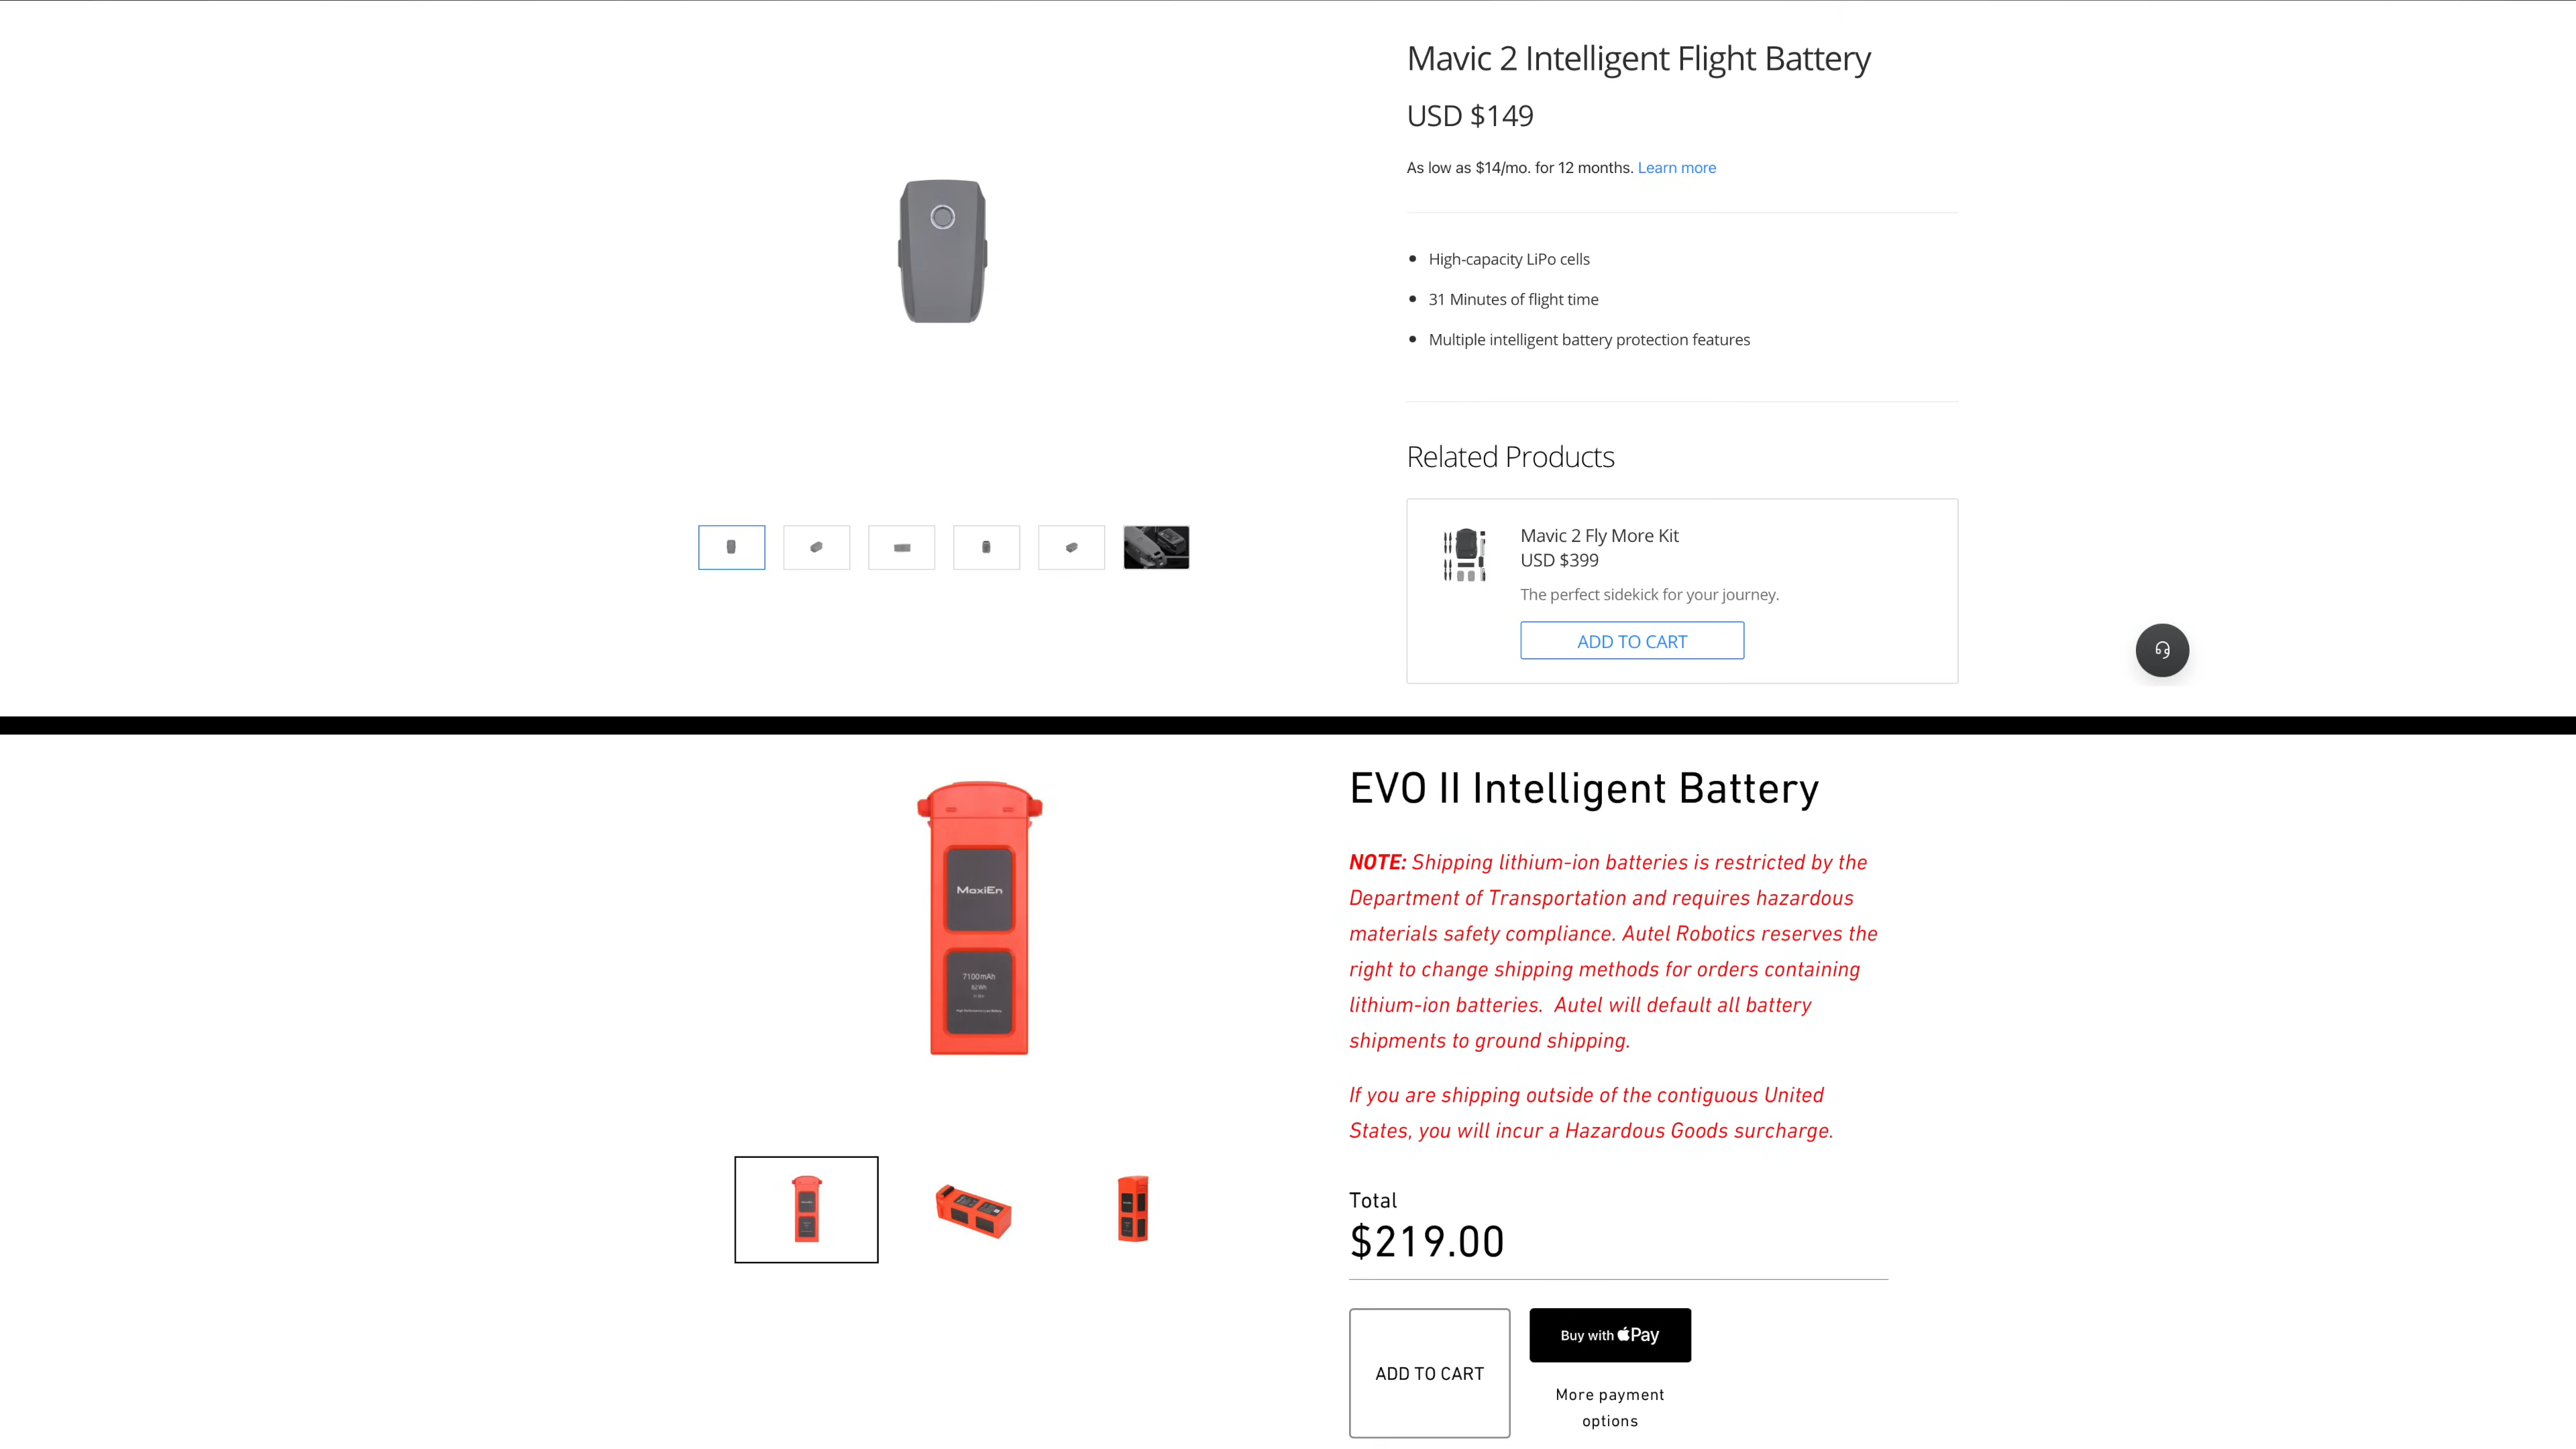 Mavic 2 Intelligent Flight Battery
USD $149
As low as $14/mo. for 12 months. Learn more
High-capacity LiPo cells
31 Minutes of flight time
Multiple intelligent battery protection features
Related Products
Mavic 2 Fly More Kit
USD $399
The perfect sidekick for your journey.
ADD TO CART
MaxiEn
7100mAh
82Wh
EVO II Intelligent Battery
NOTE: Shipping lithium-ion batteries is restricted by the
Department of Transportation and requires hazardous
materials safety compliance. Autel Robotics reserves the
right to change shipping methods for orders containing
lithium-ion batteries. Autel will default all battery
shipments to ground shipping.
If you are shipping outside of the contiguous United
States, you will incur a Hazardous Goods surcharge.
Total
$219.00
ADD TO CART
Buy with Pay
More payment
options